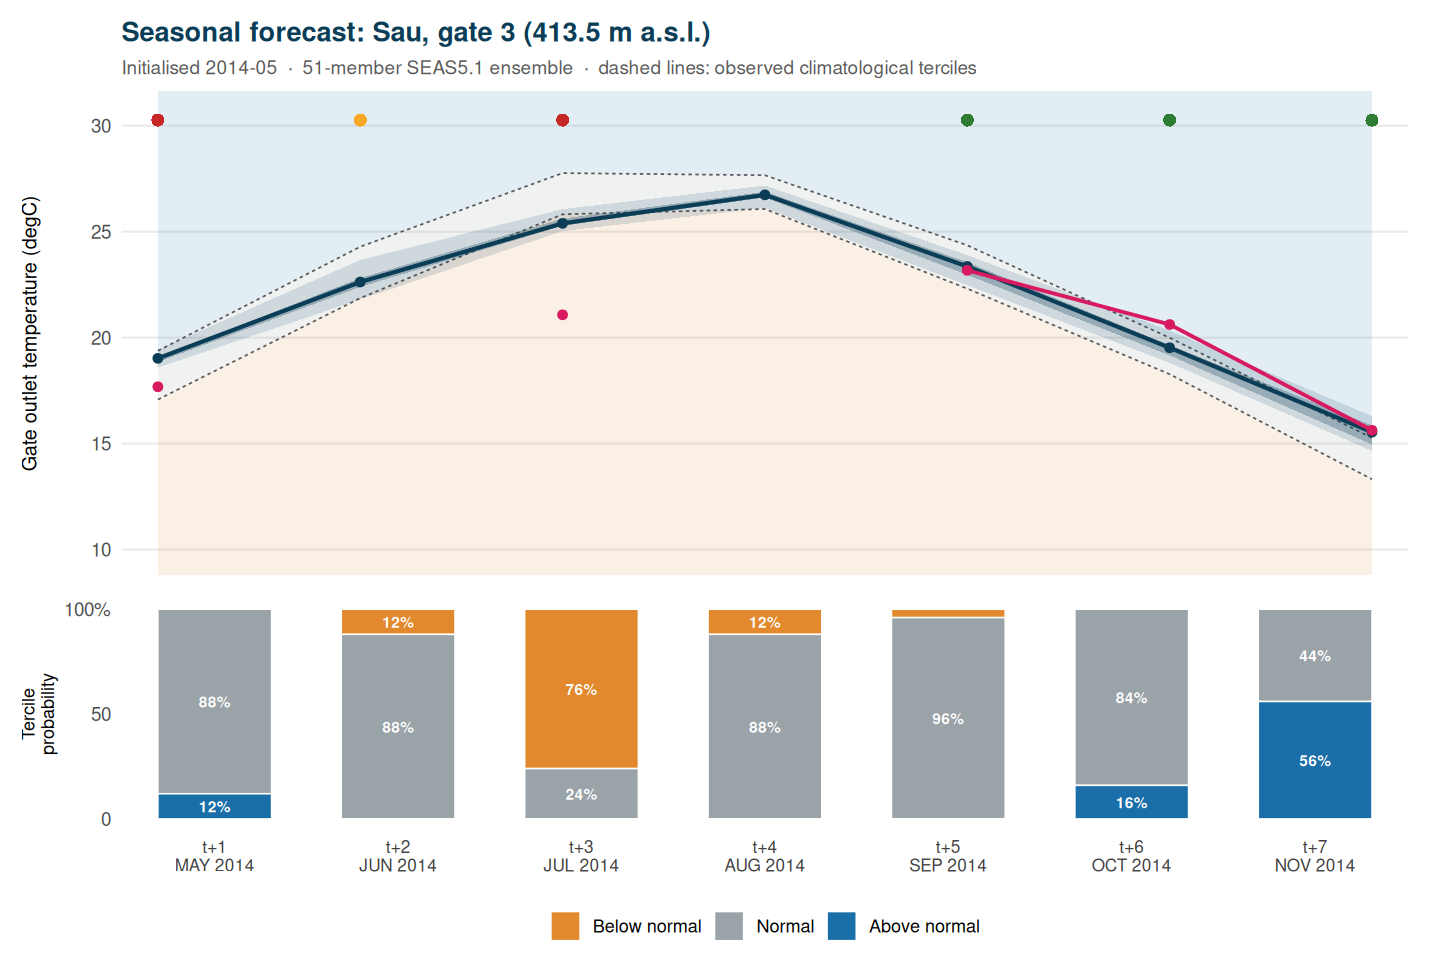 Seasonal forecast: Sau, gate 3 (413.5 m a.s.l.)
Initialised 2014-05 · 51-member SEAS5.1 ensemble · dashed lines: observed climatological terciles
Gate outlet temperature (degC)
30
25
20
15
10
Tercile
probability
100%
50
0
88%
12%
12%
88%
76%
24%
12%
88%
96%
84%
16%
44%
56%
t+1
MAY 2014
t+2
JUN 2014
t+3
JUL 2014
t+4
AUG 2014
t+5
SEP 2014
t+6
OCT 2014
t+7
NOV 2014
Below normal
Normal
Above normal